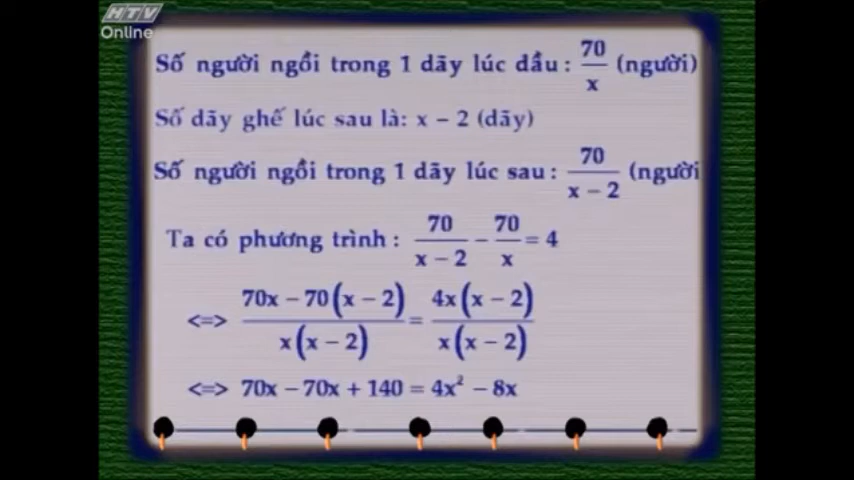 HTV
Online
Số người ngồi trong 1 dãy lúc đầu : 70/x (người)
Số dãy ghế lúc sau là: x – 2 (dãy)
Số người ngồi trong 1 dãy lúc sau : 70/(x – 2) (người
Ta có phương trình : 70/(x – 2) – 70/x = 4
<=> (70x – 70(x – 2))/(x(x – 2)) = (4x(x – 2))/(x(x – 2))
<=> 70x – 70x + 140 = 4x² – 8x